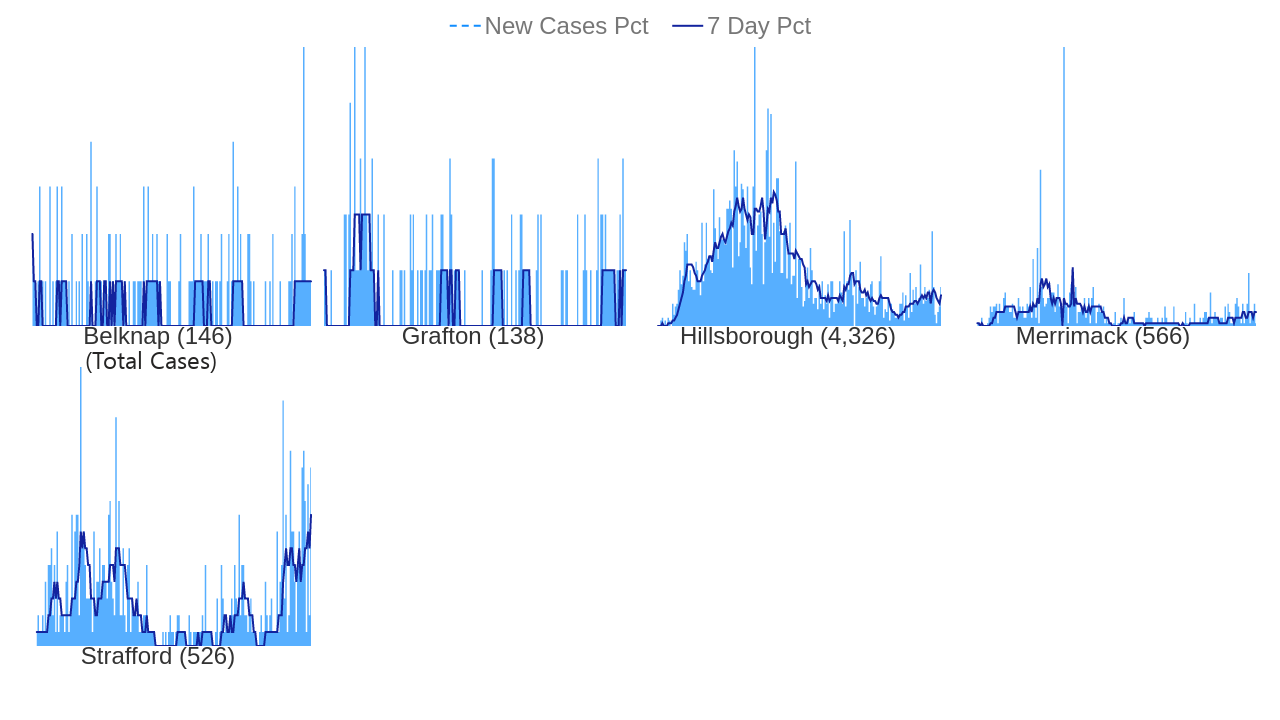 New Cases Pct 7 Day Pct
Belknap (146) Grafton (138) Hillsborough (4,326) Merrimack (566)
(Total Cases)
Strafford (526)